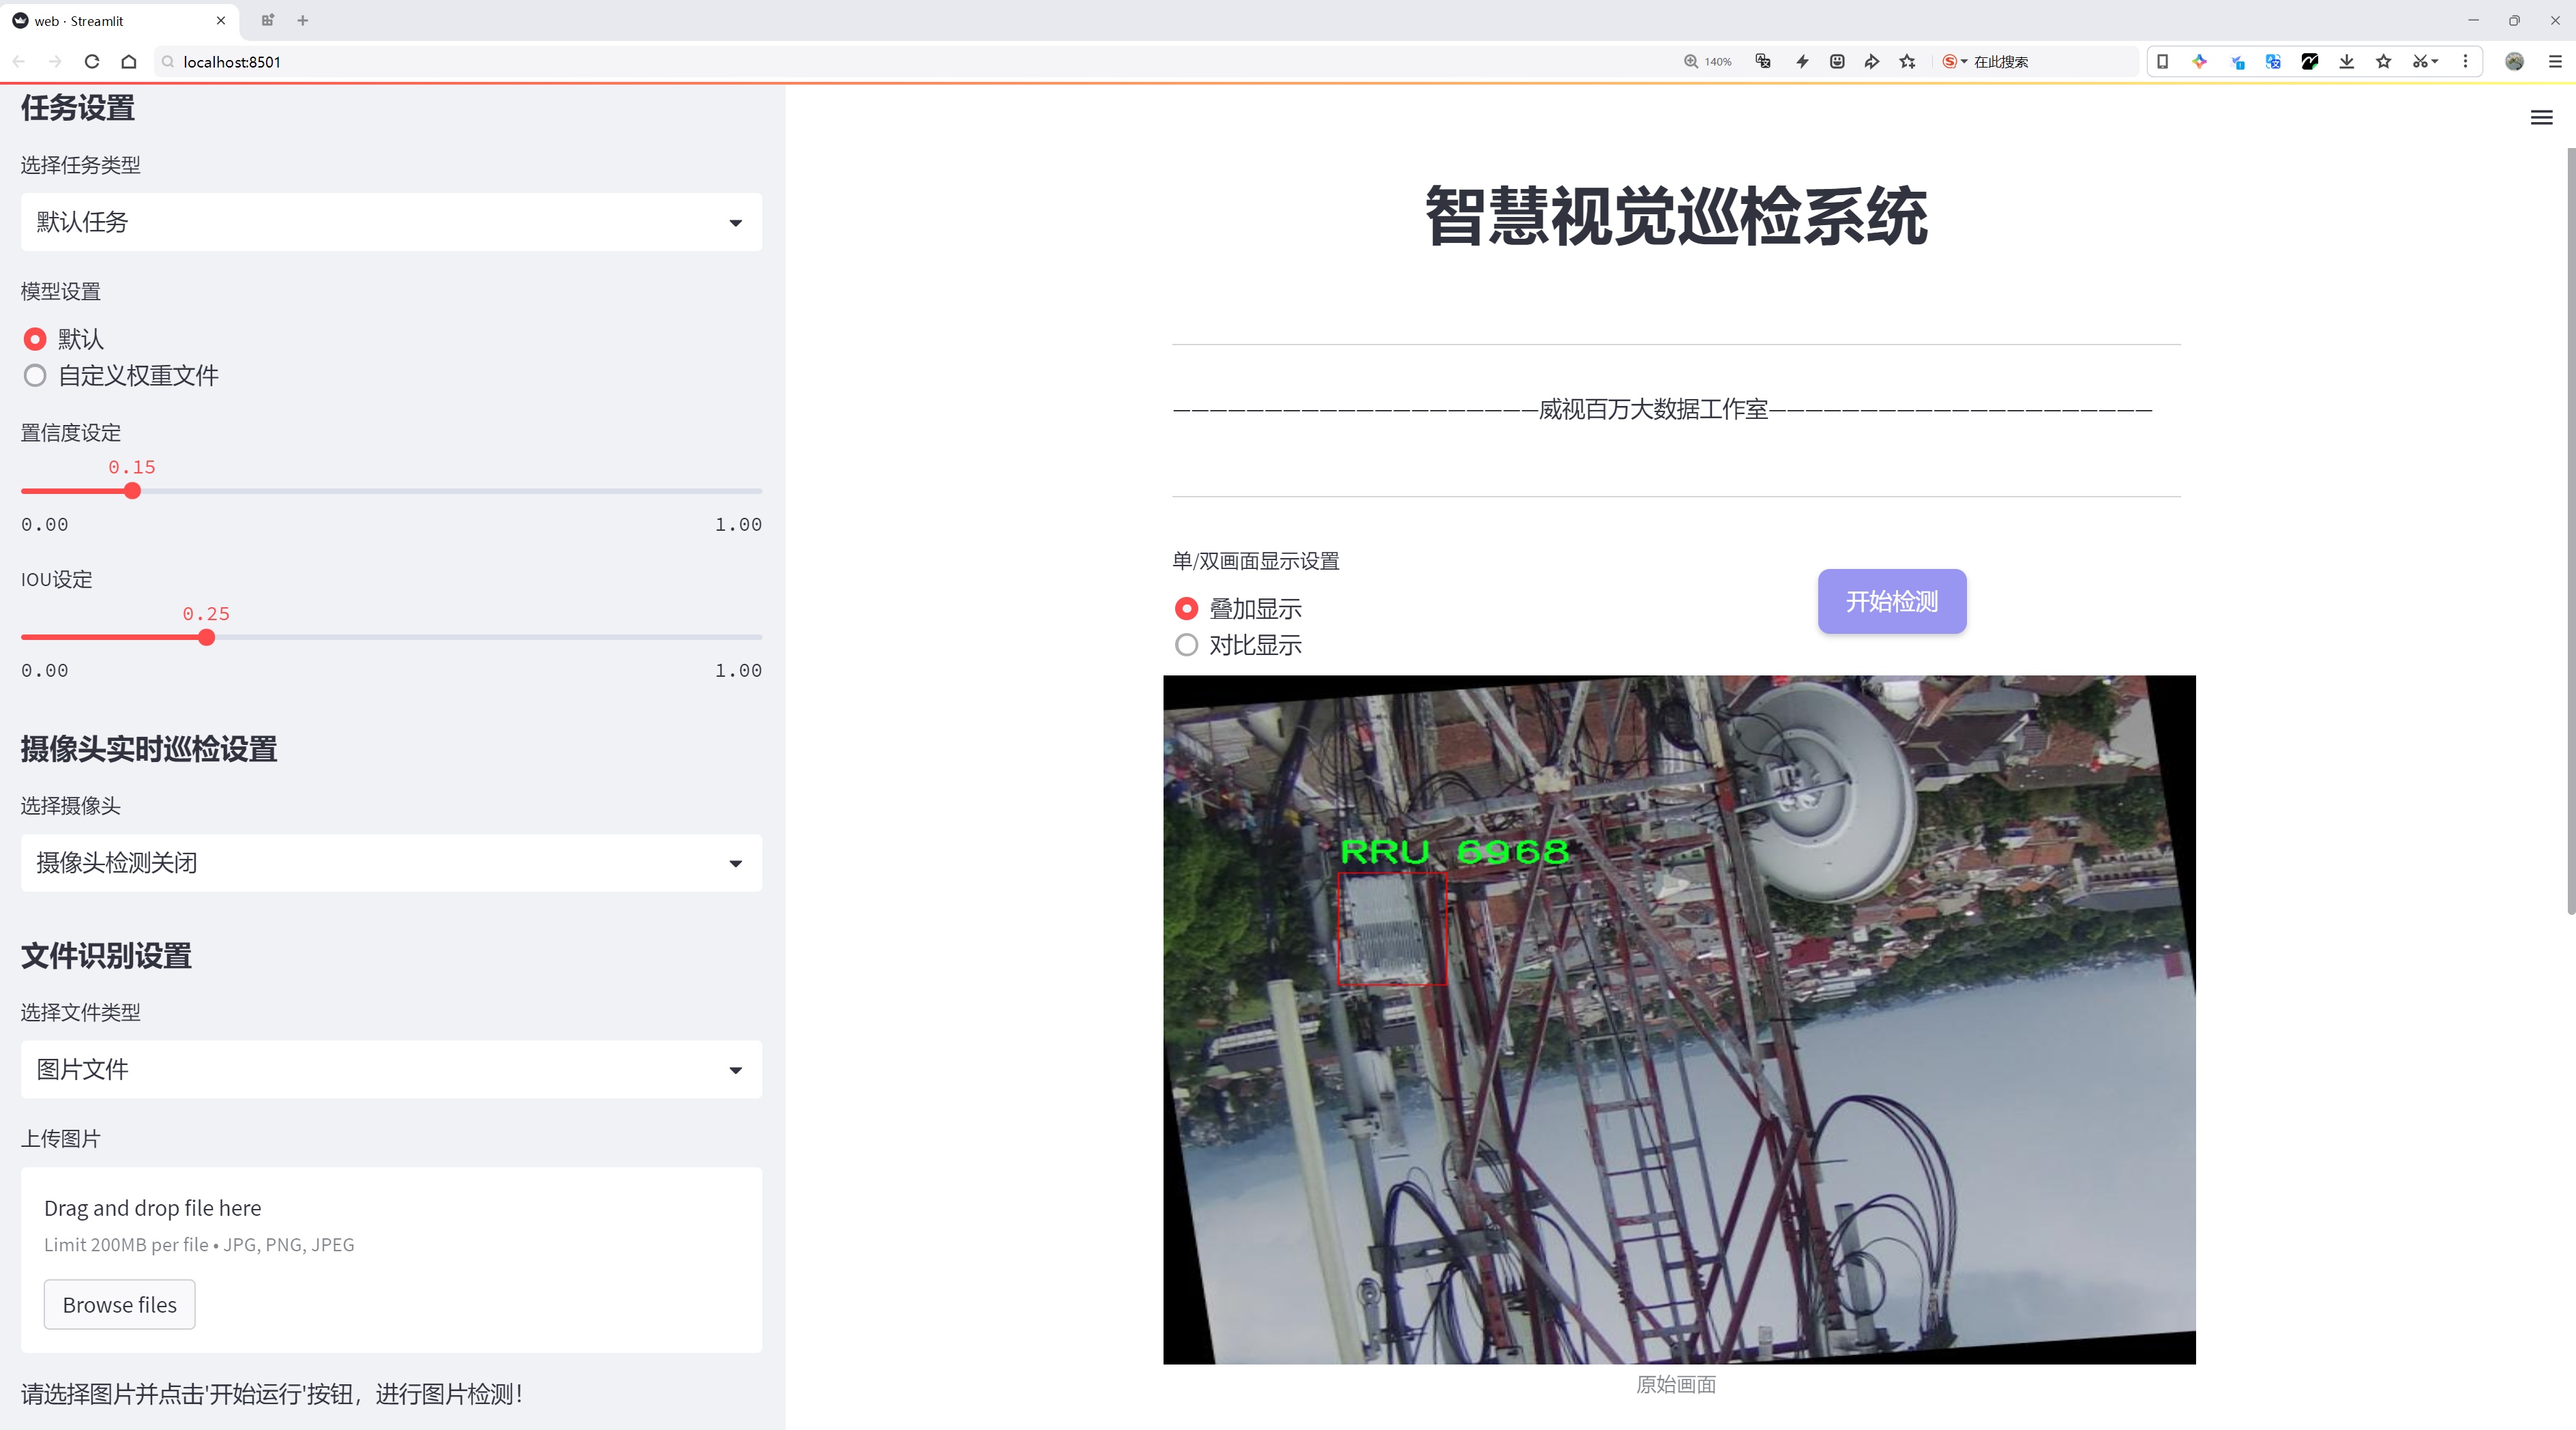 web · Streamlit
localhost:8501
140%
在此搜索
任务设置
选择任务类型
默认任务
模型设置
默认
自定义权重文件
置信度设定
0.15
0.00 1.00
IOU设定
0.25
0.00 1.00
摄像头实时巡检设置
选择摄像头
摄像头检测关闭
文件识别设置
选择文件类型
图片文件
上传图片
Drag and drop file here
Limit 200MB per file • JPG, PNG, JPEG
Browse files
请选择图片并点击'开始运行'按钮，进行图片检测！
智慧视觉巡检系统
————————————————————威视百万大数据工作室—————————————————————
单/双画面显示设置
叠加显示
对比显示
开始检测
RRU 6968
原始画面